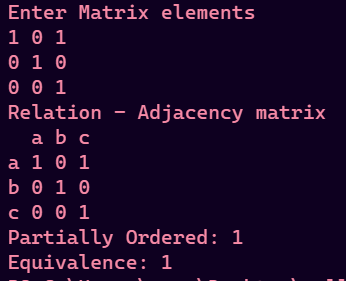 Enter Matrix elements
1 0 1
0 1 0
0 0 1
Relation - Adjacency matrix
  a b c
a 1 0 1
b 0 1 0
c 0 0 1
Partially Ordered: 1
Equivalence: 1